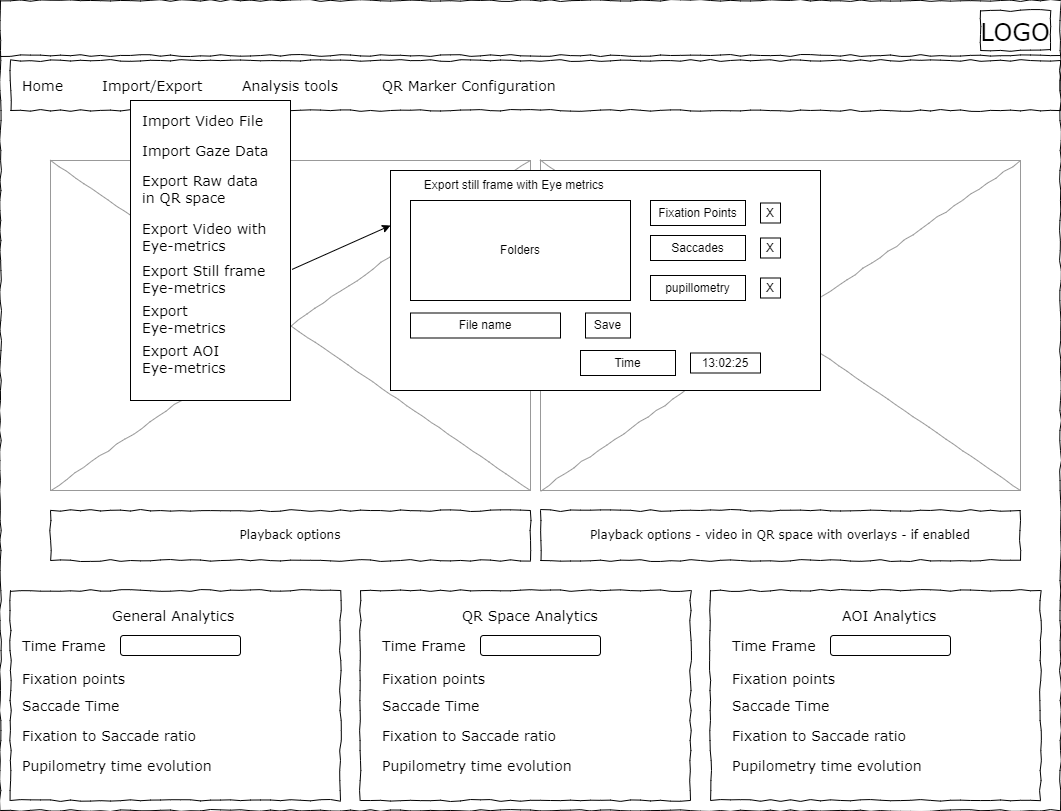 LOGO
Home Import/Export Analysis tools QR Marker Configuration
Import Video File
Import Gaze Data
Export Raw data
in QR space
Export Video with
Eye-metrics
Export Still frame
Eye-metrics
Export
Eye-metrics
Export AOI
Eye-metrics
Export still frame with Eye metrics
Folders
Fixation Points X
Saccades X
pupillometry X
File name Save
Time 13:02:25
Playback options
Playback options - video in QR space with overlays - if enabled
General Analytics
Time Frame
Fixation points
Saccade Time
Fixation to Saccade ratio
Pupilometry time evolution
QR Space Analytics
Time Frame
Fixation points
Saccade Time
Fixation to Saccade ratio
Pupilometry time evolution
AOI Analytics
Time Frame
Fixation points
Saccade Time
Fixation to Saccade ratio
Pupilometry time evolution